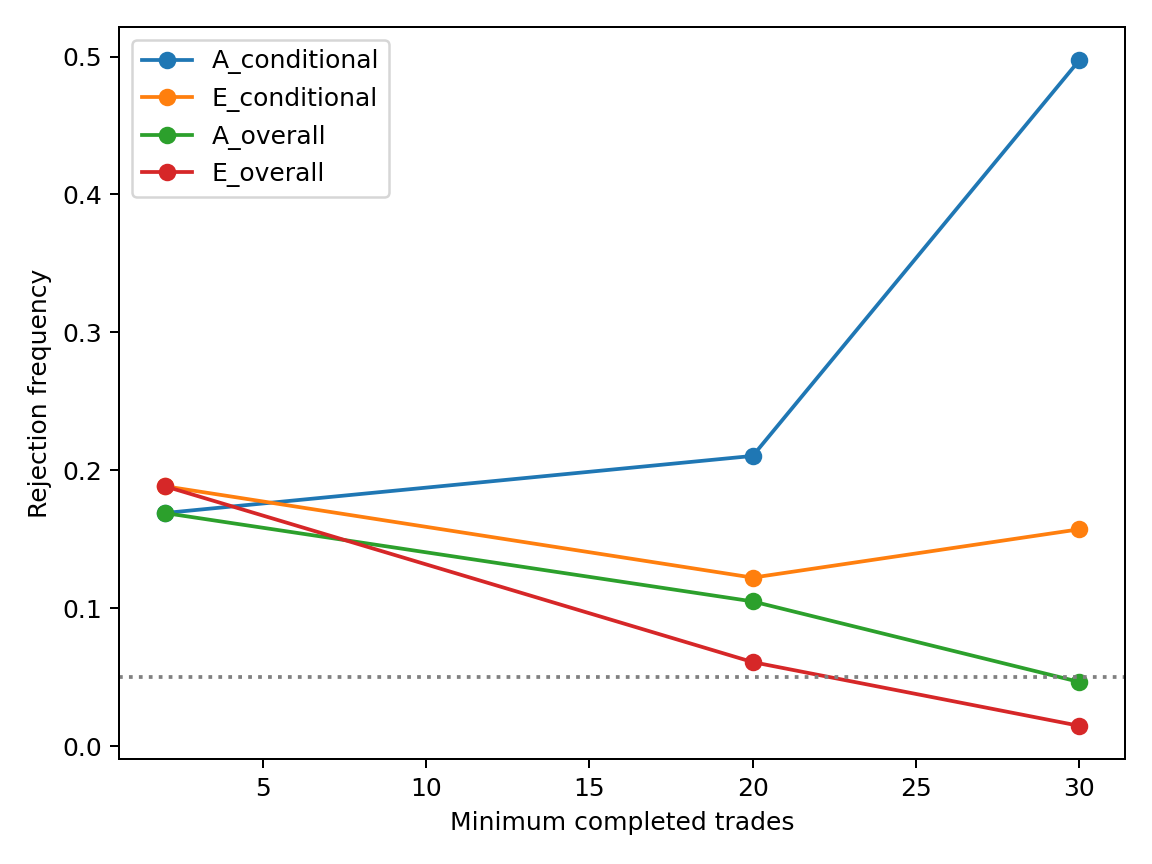 A_conditional
E_conditional
A_overall
E_overall
Rejection frequency
0.5
0.4
0.3
0.2
0.1
0.0
5
10
15
20
25
30
Minimum completed trades